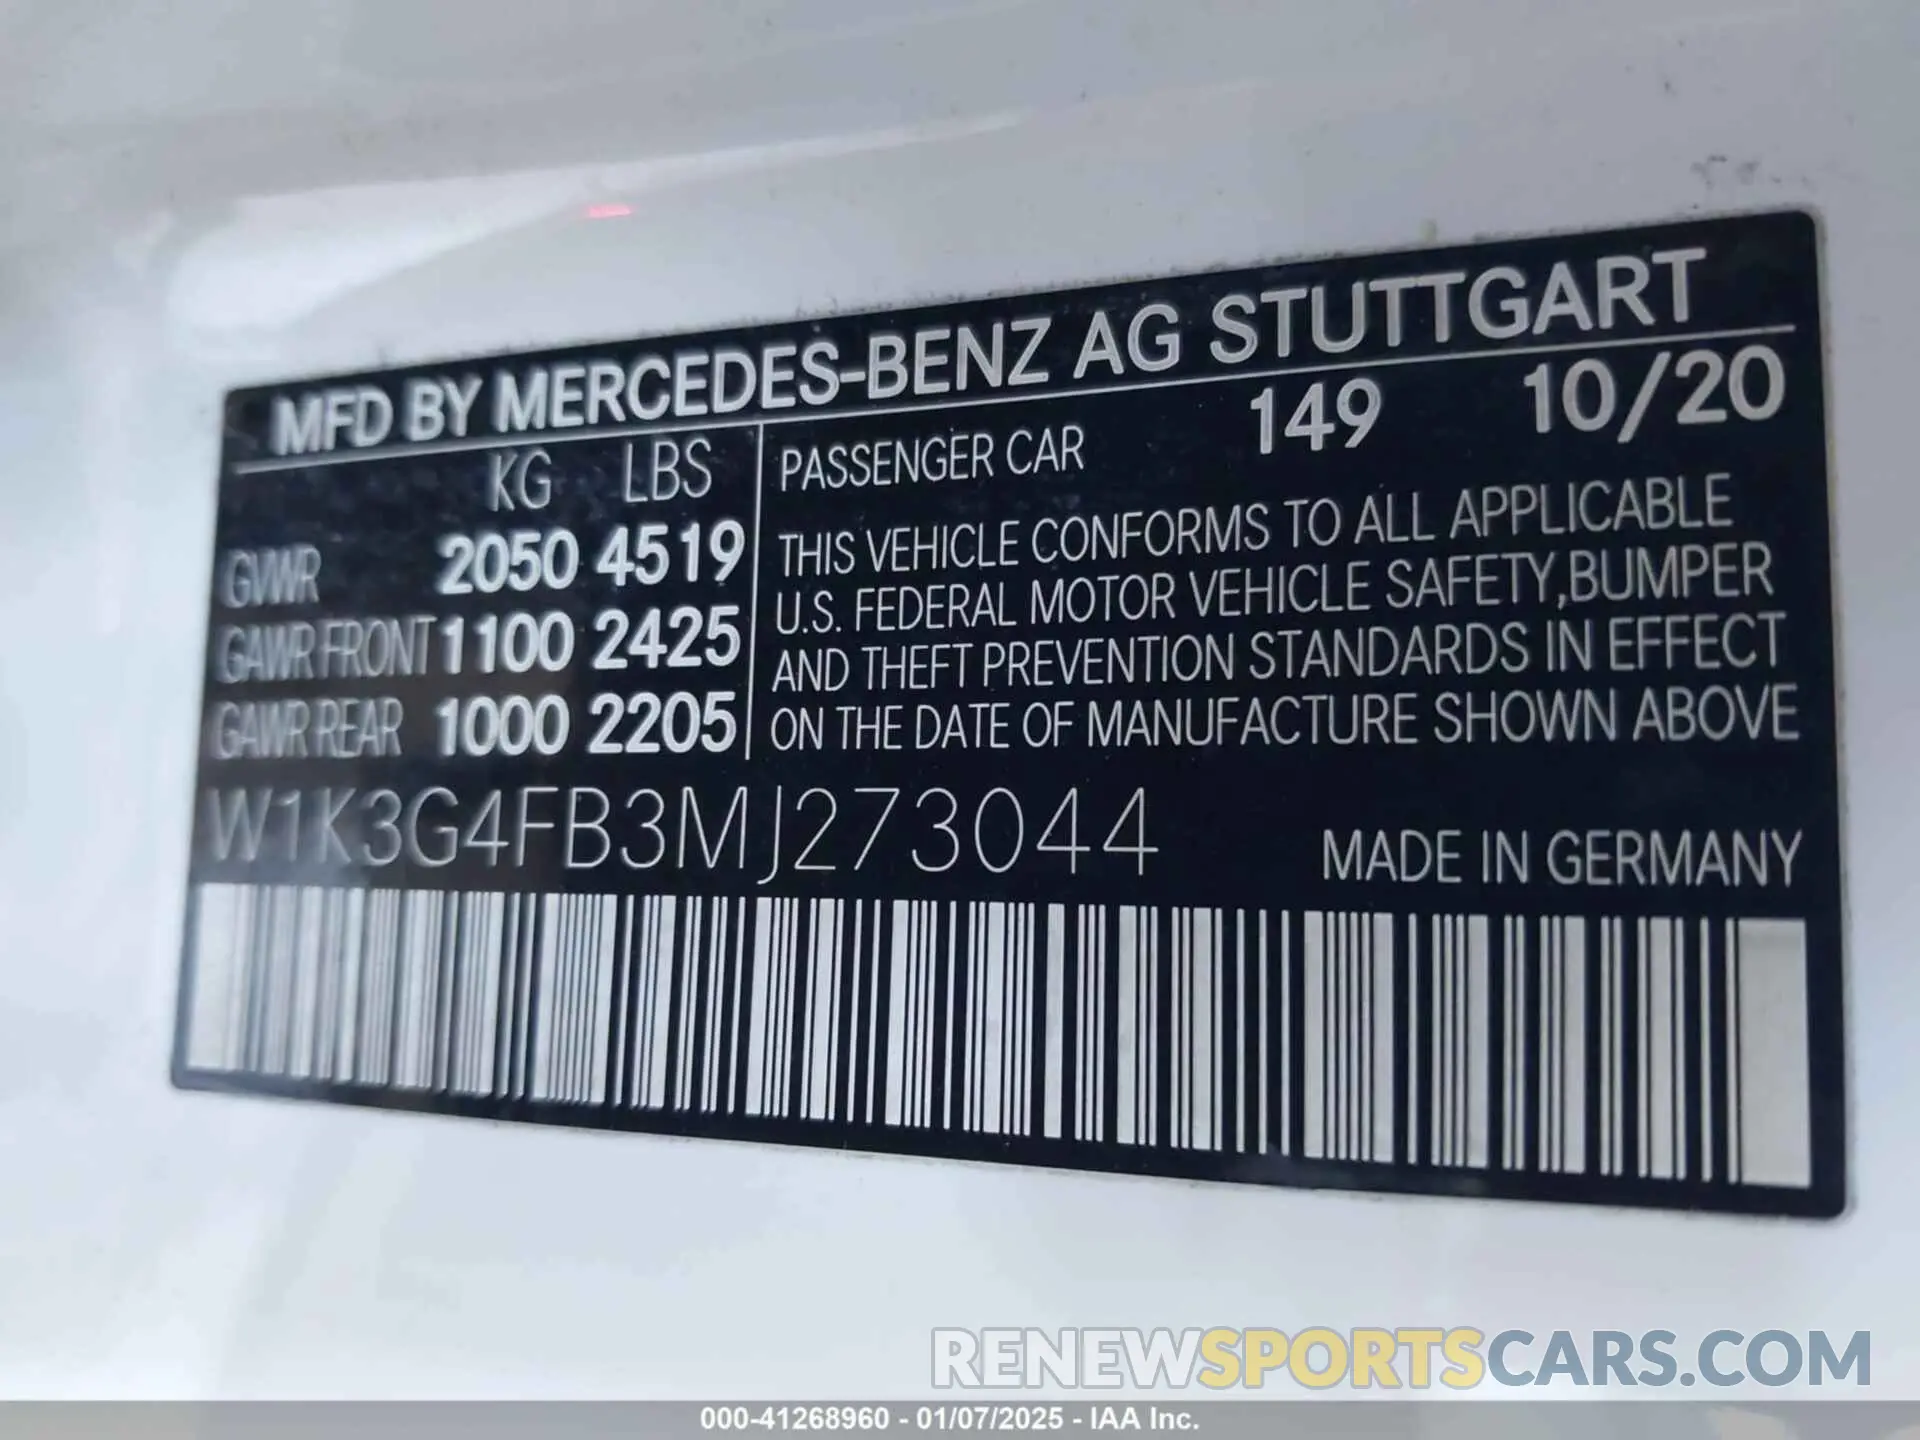 MFD BY MERCEDES-BENZ AG STUTTGART
KG LBS
GVWR 2050 4519
GAWR FRONT 1100 2425
GAWR REAR 1000 2205
PASSENGER CAR 149 10/20
THIS VEHICLE CONFORMS TO ALL APPLICABLE
U.S. FEDERAL MOTOR VEHICLE SAFETY,BUMPER
AND THEFT PREVENTION STANDARDS IN EFFECT
ON THE DATE OF MANUFACTURE SHOWN ABOVE
W1K3G4FB3MJ273044
MADE IN GERMANY
RENEWSPORTSCARS.COM
000-41268960 - 01/07/2025 - IAA Inc.